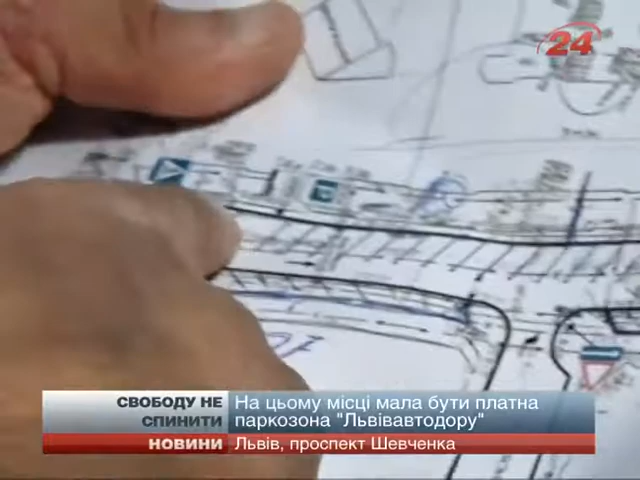 24
СВОБОДУ НЕ
СПИНИТИ
На цьому місці мала бути платна
паркозона "Львівавтодору"
НОВИНИ
Львів, проспект Шевченка